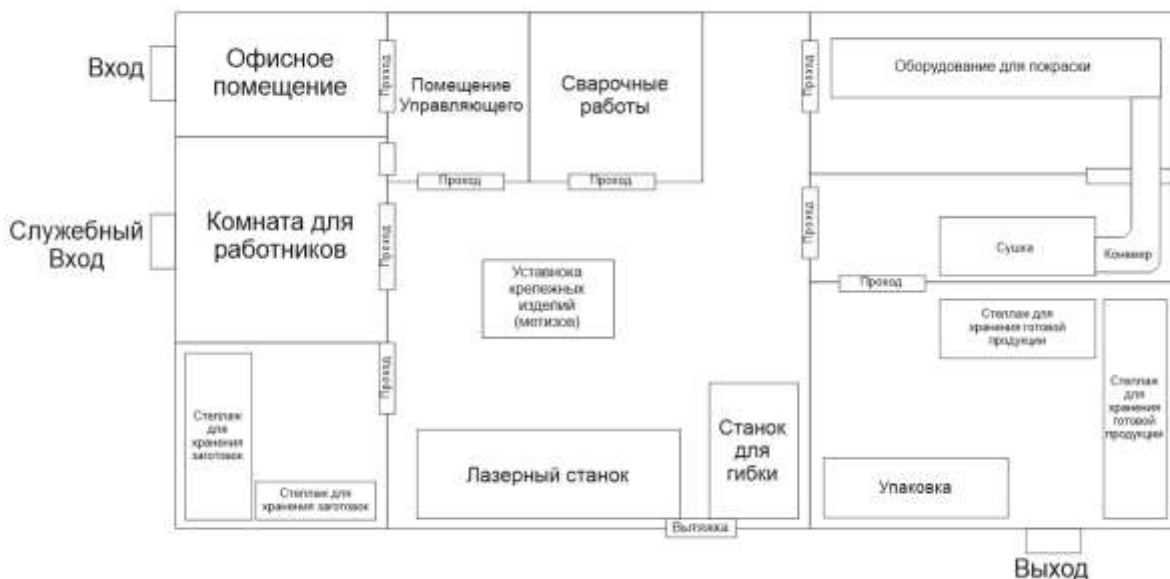 Вход
Офисное
помещение
Проход
Помещение
Управляющего
Сварочные
работы
Проход
Оборудование для покраски
Проход
Проход
Служебный
Вход
Комната для
работников
Проход
Уставнока
крепежных
изделий
(метизов)
Проход
Сушка
Конвеер
Проход
Стеллаж для
хранения готовой
продукции
Стеллаж
для
хранения
готовой
продукции
Проход
Стеллаж
для
хранения
заготовок
Стеллаж для
хранения заготовок
Лазерный станок
Станок
для
гибки
Упаковка
Вытяжка
Выход